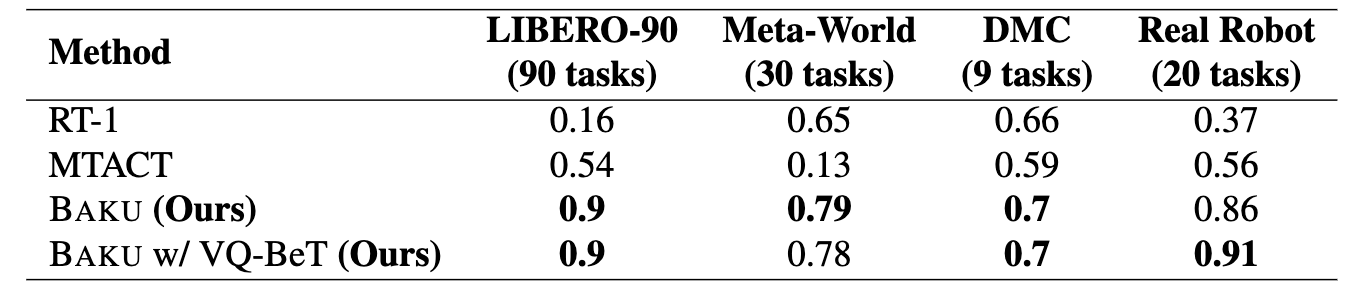 Method LIBERO-90 Meta-World DMC Real Robot
(90 tasks) (30 tasks) (9 tasks) (20 tasks)
RT-1 0.16 0.65 0.66 0.37
MTACT 0.54 0.13 0.59 0.56
BAKU (Ours) 0.9 0.79 0.7 0.86
BAKU w/ VQ-BeT (Ours) 0.9 0.78 0.7 0.91